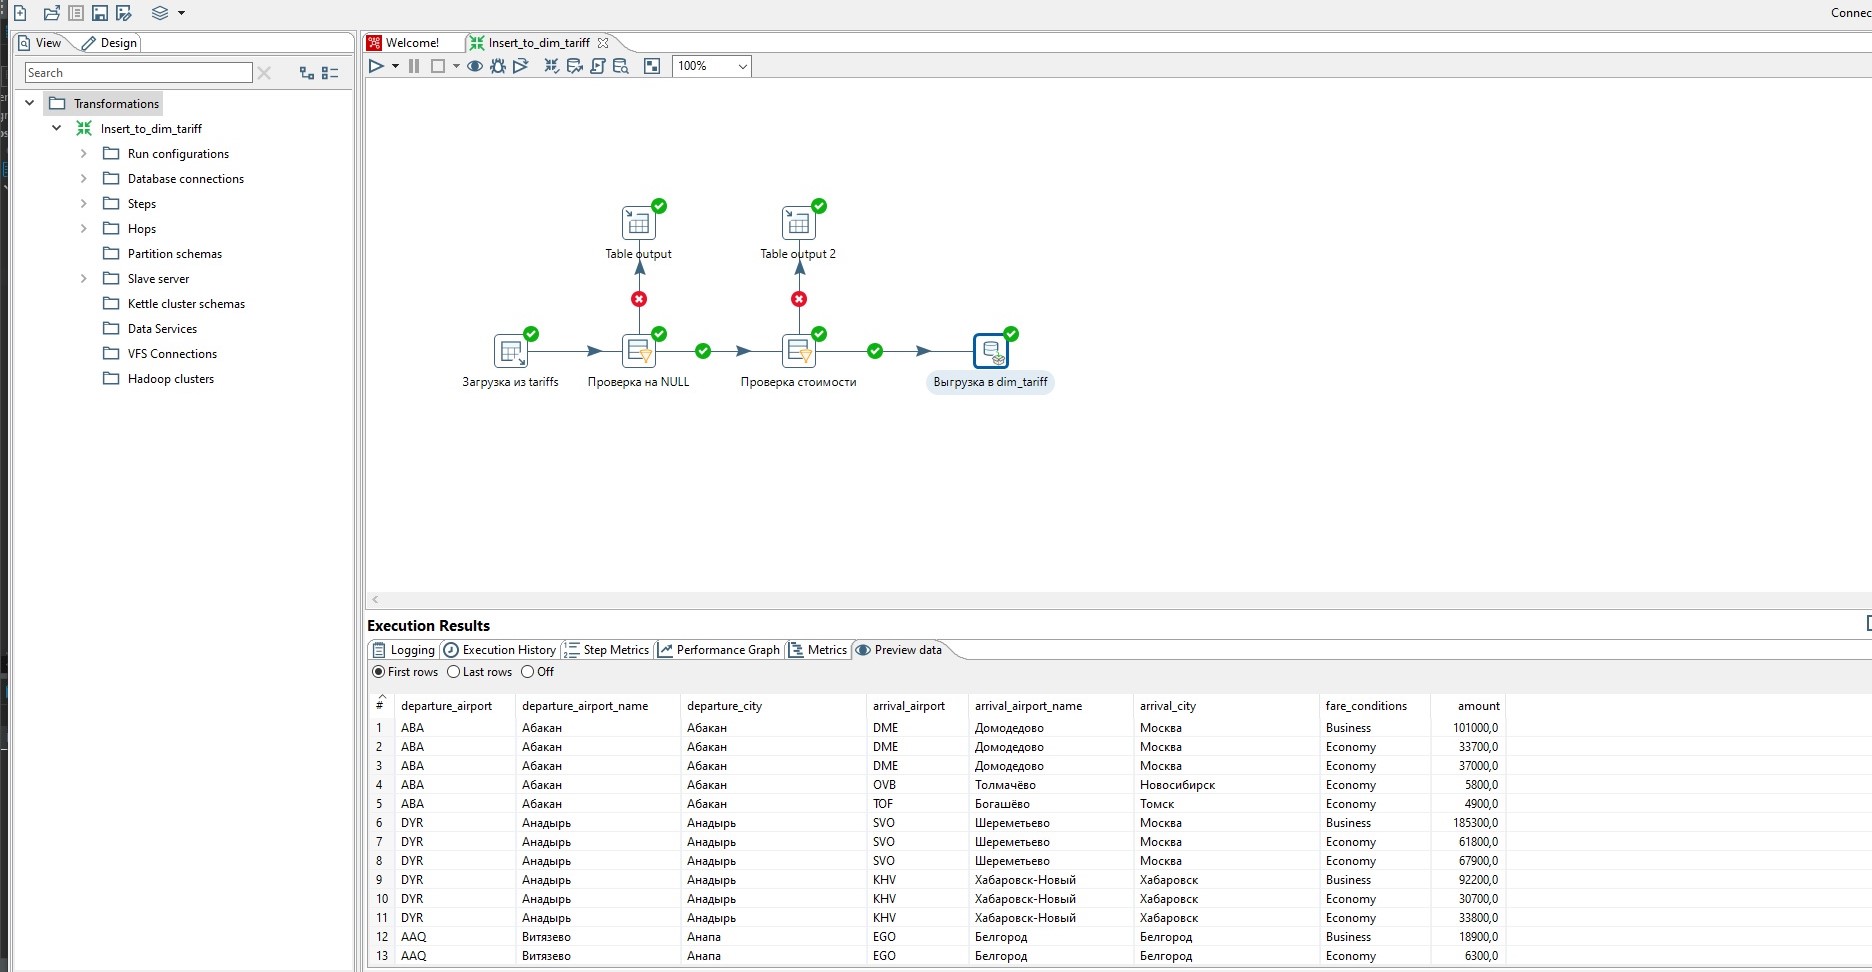 Connec
View Design
Welcome! Insert_to_dim_tariff
100%
Search
Transformations
Insert_to_dim_tariff
Run configurations
Database connections
Steps
Hops
Partition schemas
Slave server
Kettle cluster schemas
Data Services
VFS Connections
Hadoop clusters
Table output Table output 2
Загрузка из tariffs Проверка на NULL Проверка стоимости Выгрузка в dim_tariff
Execution Results
Logging Execution History Step Metrics Performance Graph Metrics Preview data
First rows Last rows Off
# departure_airport departure_airport_name departure_city arrival_airport arrival_airport_name arrival_city fare_conditions amount
1 ABA Абакан Абакан DME Домодедово Москва Business 101000,0
2 ABA Абакан Абакан DME Домодедово Москва Economy 33700,0
3 ABA Абакан Абакан DME Домодедово Москва Economy 37000,0
4 ABA Абакан Абакан OVB Толмачёво Новосибирск Economy 5800,0
5 ABA Абакан Абакан TOF Богашёво Томск Economy 4900,0
6 DYR Анадырь Анадырь SVO Шереметьево Москва Business 185300,0
7 DYR Анадырь Анадырь SVO Шереметьево Москва Economy 61800,0
8 DYR Анадырь Анадырь SVO Шереметьево Москва Economy 67900,0
9 DYR Анадырь Анадырь KHV Хабаровск-Новый Хабаровск Business 92200,0
10 DYR Анадырь Анадырь KHV Хабаровск-Новый Хабаровск Economy 30700,0
11 DYR Анадырь Анадырь KHV Хабаровск-Новый Хабаровск Economy 33800,0
12 AAQ Витязево Анапа EGO Белгород Белгород Business 18900,0
13 AAQ Витязево Анапа EGO Белгород Белгород Economy 6300,0